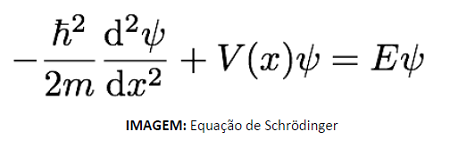 −ħ²/2m d²ψ/dx² + V(x)ψ = Eψ
IMAGEM: Equação de Schrödinger